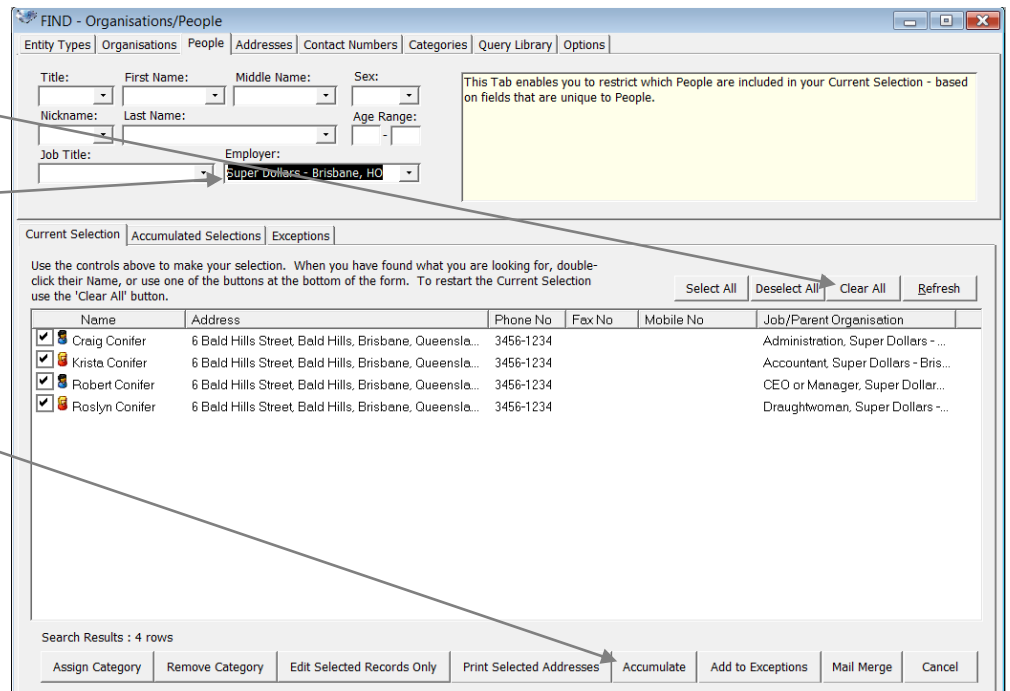 FIND - Organisations/People
Entity Types Organisations People Addresses Contact Numbers Categories Query Library Options
Title: First Name: Middle Name: Sex:
Nickname: Last Name: Age Range:
-
Job Title: Employer:
Super Dollars - Brisbane, HO
This Tab enables you to restrict which People are included in your Current Selection - based
on fields that are unique to People.
Current Selection Accumulated Selections Exceptions
Use the controls above to make your selection. When you have found what you are looking for, double-
click their Name, or use one of the buttons at the bottom of the form. To restart the Current Selection
use the 'Clear All' button.
Select All Deselect All Clear All Refresh
Name Address Phone No Fax No Mobile No Job/Parent Organisation
Craig Conifer 6 Bald Hills Street, Bald Hills, Brisbane, Queensla... 3456-1234 Administration, Super Dollars - ...
Krista Conifer 6 Bald Hills Street, Bald Hills, Brisbane, Queensla... 3456-1234 Accountant, Super Dollars - Bris...
Robert Conifer 6 Bald Hills Street, Bald Hills, Brisbane, Queensla... 3456-1234 CEO or Manager, Super Dollar...
Roslyn Conifer 6 Bald Hills Street, Bald Hills, Brisbane, Queensla... 3456-1234 Draughtwoman, Super Dollars -...
Search Results : 4 rows
Assign Category Remove Category Edit Selected Records Only Print Selected Addresses Accumulate Add to Exceptions Mail Merge Cancel